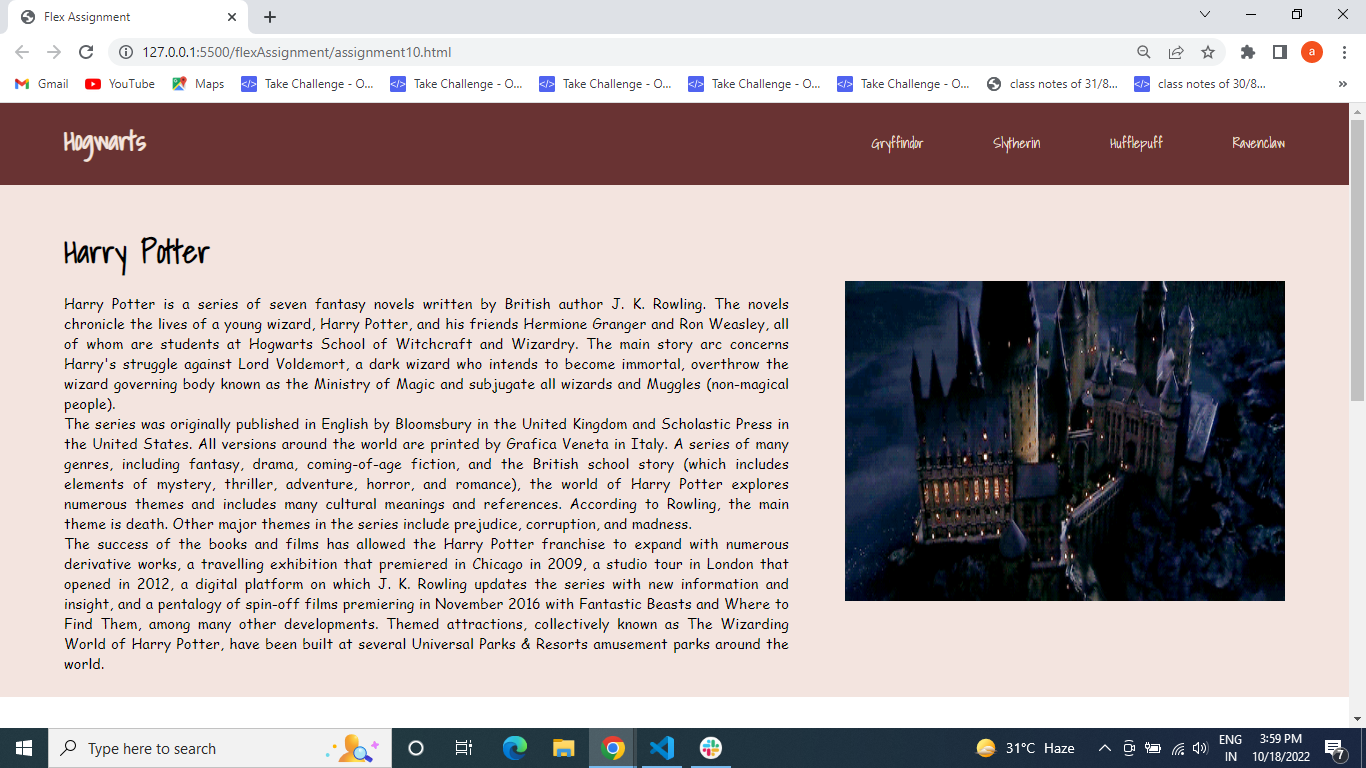 Flex Assignment
127.0.0.1:5500/flexAssignment/assignment10.html
a
Gmail YouTube Maps Take Challenge - O... Take Challenge - O... Take Challenge - O... Take Challenge - O... Take Challenge - O... class notes of 31/8... class notes of 30/8... »
Hogwarts Gryffindor Slytherin Hufflepuff Ravenclaw
Harry Potter
Harry Potter is a series of seven fantasy novels written by British author J. K. Rowling. The novels
chronicle the lives of a young wizard, Harry Potter, and his friends Hermione Granger and Ron Weasley, all
of whom are students at Hogwarts School of Witchcraft and Wizardry. The main story arc concerns
Harry's struggle against Lord Voldemort, a dark wizard who intends to become immortal, overthrow the
wizard governing body known as the Ministry of Magic and subjugate all wizards and Muggles (non-magical
people).
The series was originally published in English by Bloomsbury in the United Kingdom and Scholastic Press in
the United States. All versions around the world are printed by Grafica Veneta in Italy. A series of many
genres, including fantasy, drama, coming-of-age fiction, and the British school story (which includes
elements of mystery, thriller, adventure, horror, and romance), the world of Harry Potter explores
numerous themes and includes many cultural meanings and references. According to Rowling, the main
theme is death. Other major themes in the series include prejudice, corruption, and madness.
The success of the books and films has allowed the Harry Potter franchise to expand with numerous
derivative works, a travelling exhibition that premiered in Chicago in 2009, a studio tour in London that
opened in 2012, a digital platform on which J. K. Rowling updates the series with new information and
insight, and a pentalogy of spin-off films premiering in November 2016 with Fantastic Beasts and Where to
Find Them, among many other developments. Themed attractions, collectively known as The Wizarding
World of Harry Potter, have been built at several Universal Parks & Resorts amusement parks around the
world.
Type here to search 31°C Haze ENG 3:59 PM
IN 10/18/2022 7